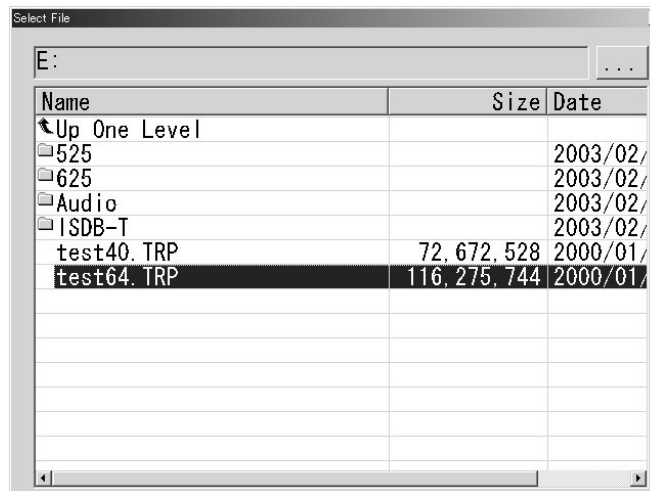 Select File
E:
...
Name Size Date
Up One Level
525 2003/02/
625 2003/02/
Audio 2003/02/
ISDB-T 2003/02/
test40.TRP 72,672,528 2000/01/
test64.TRP 116,275,744 2000/01/